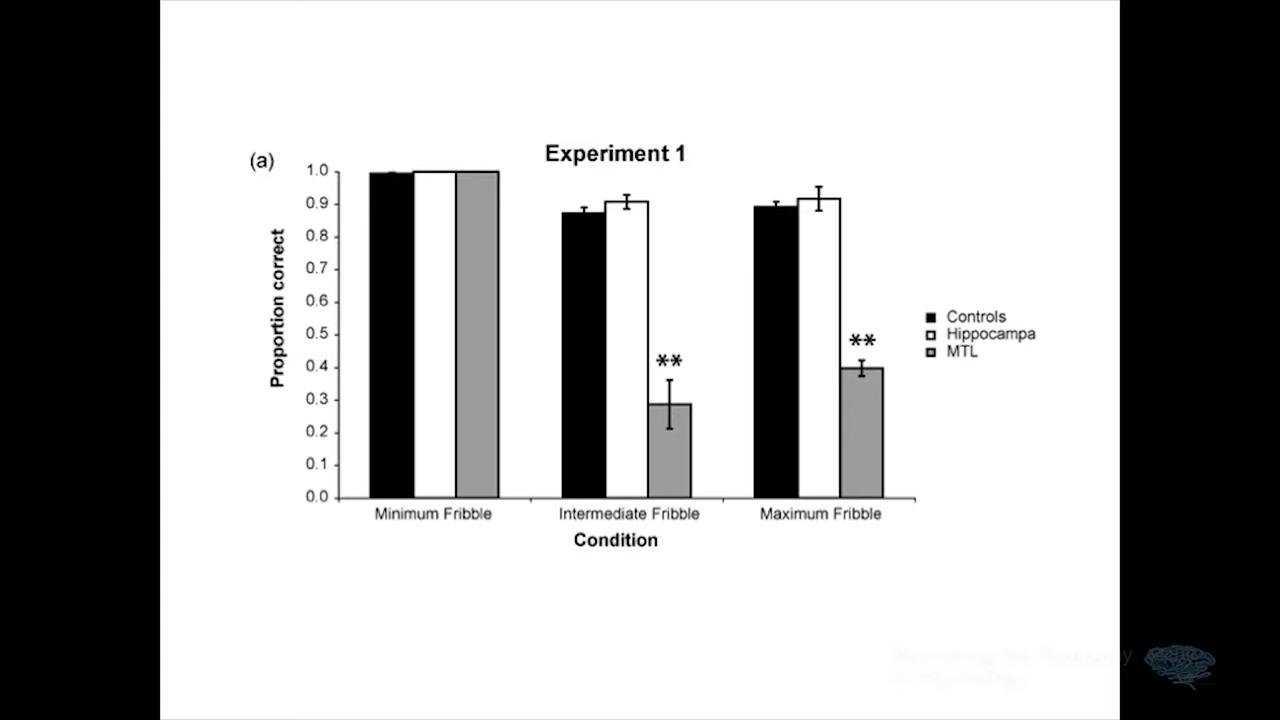 (a)
Experiment 1
1.0
0.9
0.8
0.7
0.6
0.5
0.4
0.3
0.2
0.1
0.0
Proportion correct
**
**
Controls
Hippocampa
MTL
Minimum Fribble
Intermediate Fribble
Maximum Fribble
Condition